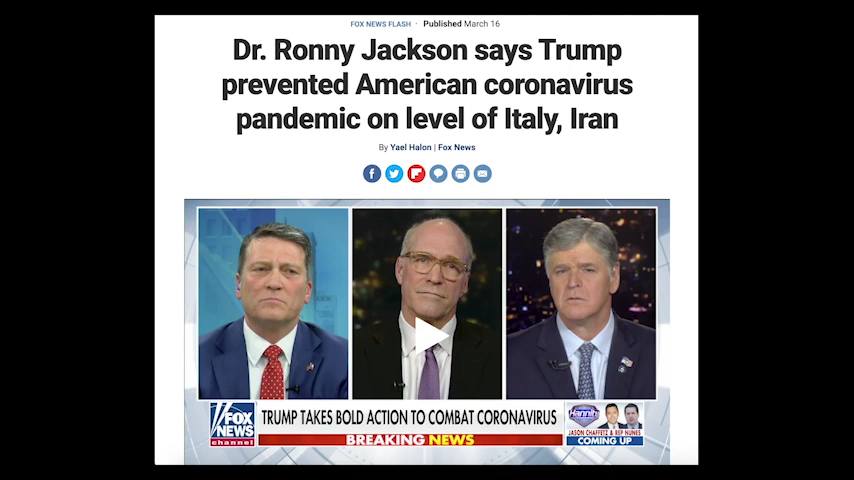 FOX NEWS FLASH · Published March 16
Dr. Ronny Jackson says Trump
prevented American coronavirus
pandemic on level of Italy, Iran
By Yael Halon | Fox News
FOX
NEWS
channel
TRUMP TAKES BOLD ACTION TO COMBAT CORONAVIRUS
BREAKING NEWS
Hannity
JASON CHAFFETZ & REP NUNES
COMING UP